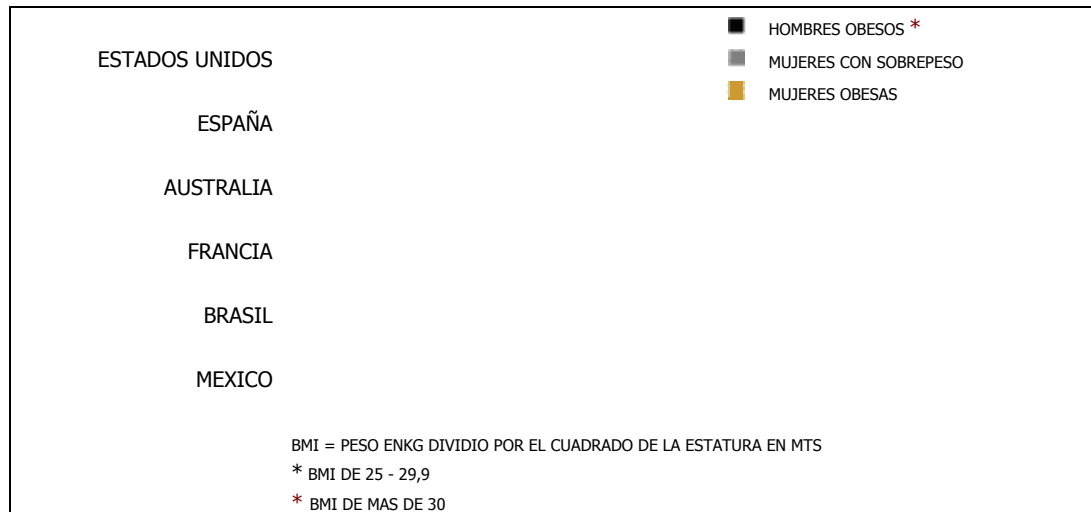 HOMBRES OBESOS *
ESTADOS UNIDOS
MUJERES CON SOBREPESO
MUJERES OBESAS
ESPAÑA
AUSTRALIA
FRANCIA
BRASIL
MEXICO
BMI = PESO ENKG DIVIDIO POR EL CUADRADO DE LA ESTATURA EN MTS
* BMI DE 25 - 29,9
* BMI DE MAS DE 30